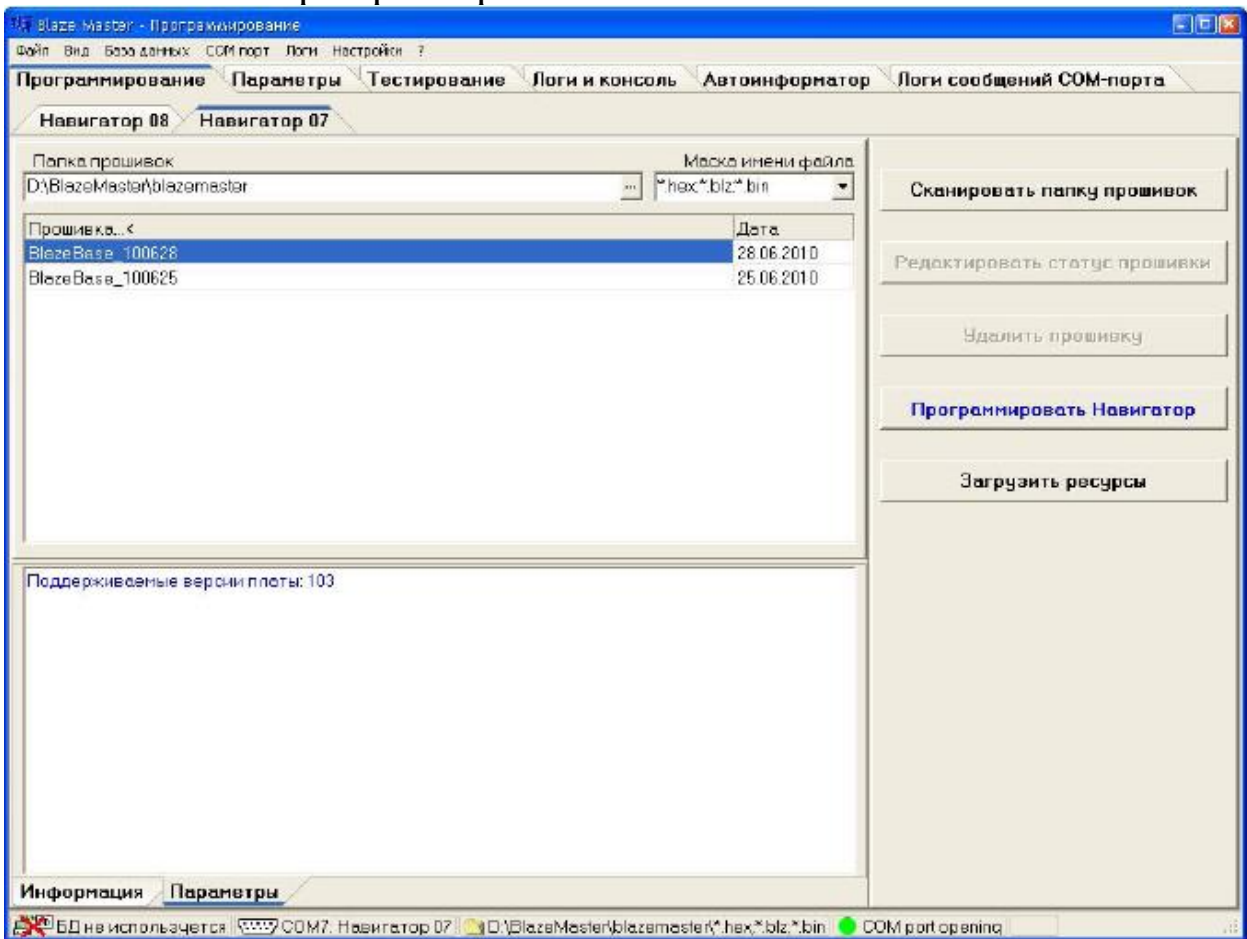 Blaze Master - Программирование
Файл Вид База данных COM порт Логи Настройки ?
Программирование Параметры Тестирование Логи и консоль Автоинформатор Логи сообщений COM-порта
Навигатор 08 Навигатор 07
Папка прошивок Маска имени файла
D:\BlazeMaster\blazemaster ... *.hex;*.blz;*.bin
Сканировать папку прошивок
Прошивка...< Дата
BlazeBase_100628 28.06.2010
Редактировать статус прошивки
BlazeBase_100625 25.06.2010
Удалить прошивку
Программировать Навигатор
Загрузить ресурсы
Поддерживаемые версии платы: 103
Информация Параметры
БД не используется COM7: Навигатор 07 D:\BlazeMaster\blazemaster\*.hex;*.blz;*.bin COM port opening